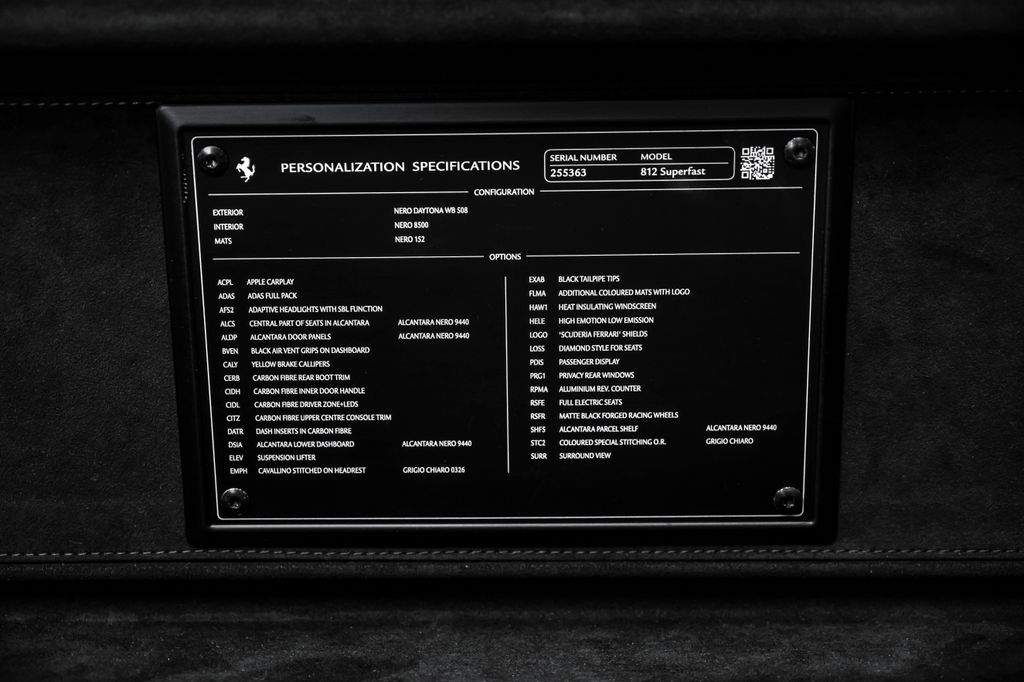 PERSONALIZATION SPECIFICATIONS
SERIAL NUMBER MODEL
255363 812 Superfast
CONFIGURATION
EXTERIOR NERO DAYTONA WB 508
INTERIOR NERO 8500
MATS NERO 152
OPTIONS
ACPL APPLE CARPLAY
ADAS ADAS FULL PACK
AFS2 ADAPTIVE HEADLIGHTS WITH SBL FUNCTION
ALCS CENTRAL PART OF SEATS IN ALCANTARA ALCANTARA NERO 9440
ALDP ALCANTARA DOOR PANELS ALCANTARA NERO 9440
BVEN BLACK AIR VENT GRIPS ON DASHBOARD
CALY YELLOW BRAKE CALLIPERS
CERB CARBON FIBRE REAR BOOT TRIM
CIDH CARBON FIBRE INNER DOOR HANDLE
CIDL CARBON FIBRE DRIVER ZONE+LEDS
CITZ CARBON FIBRE UPPER CENTRE CONSOLE TRIM
DATR DASH INSERTS IN CARBON FIBRE
DSIA ALCANTARA LOWER DASHBOARD ALCANTARA NERO 9440
ELEV SUSPENSION LIFTER
EMPH CAVALLINO STITCHED ON HEADREST GRIGIO CHIARO 0326
EXAB BLACK TAILPIPE TIPS
FLMA ADDITIONAL COLOURED MATS WITH LOGO
HAW1 HEAT INSULATING WINDSCREEN
HELE HIGH EMOTION LOW EMISSION
LOGO "SCUDERIA FERRARI" SHIELDS
LOSS DIAMOND STYLE FOR SEATS
PDIS PASSENGER DISPLAY
PRG1 PRIVACY REAR WINDOWS
RPMA ALUMINIUM REV. COUNTER
RSFE FULL ELECTRIC SEATS
RSFR MATTE BLACK FORGED RACING WHEELS
SHFS ALCANTARA PARCEL SHELF ALCANTARA NERO 9440
STC2 COLOURED SPECIAL STITCHING O.R. GRIGIO CHIARO
SURR SURROUND VIEW